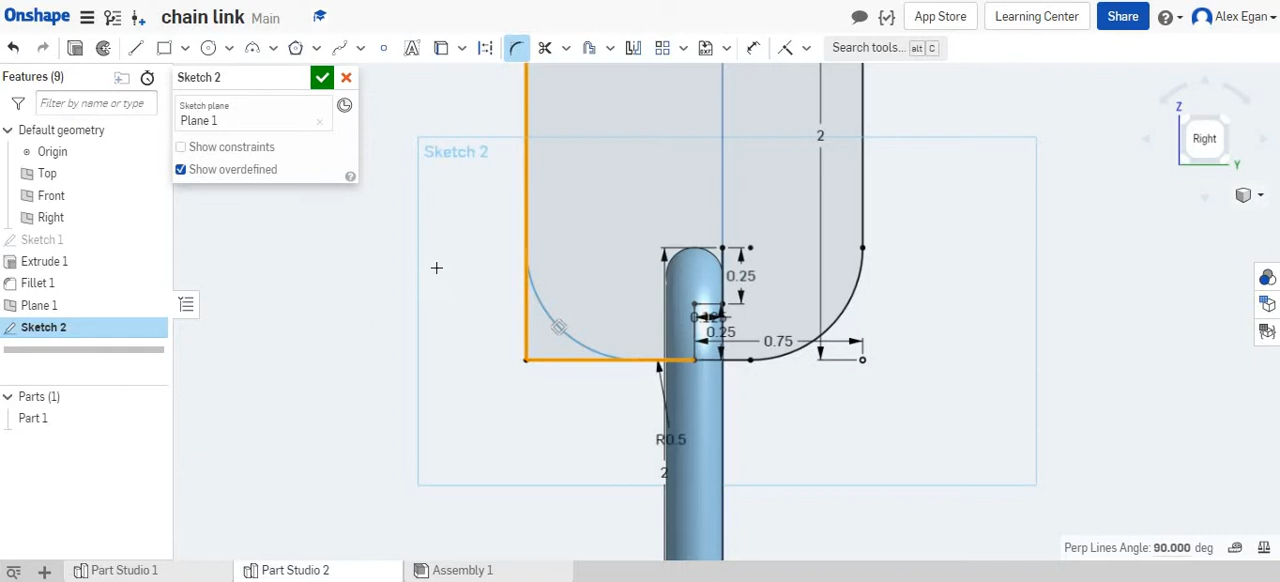 Onshape chain link Main App Store Learning Center Share Alex Egan
Search tools... alt C
Features (9)
Filter by name or type
Default geometry
Origin
Top
Front
Right
Sketch 1
Extrude 1
Fillet 1
Plane 1
Sketch 2
Parts (1)
Part 1
Sketch 2
Sketch plane
Plane 1
Show constraints
Show overdefined
Sketch 2
2
0.25
0.125
0.25
0.75
R0.5
2
Z
Right
Y
Perp Lines Angle: 90.000 deg
Part Studio 1 Part Studio 2 Assembly 1